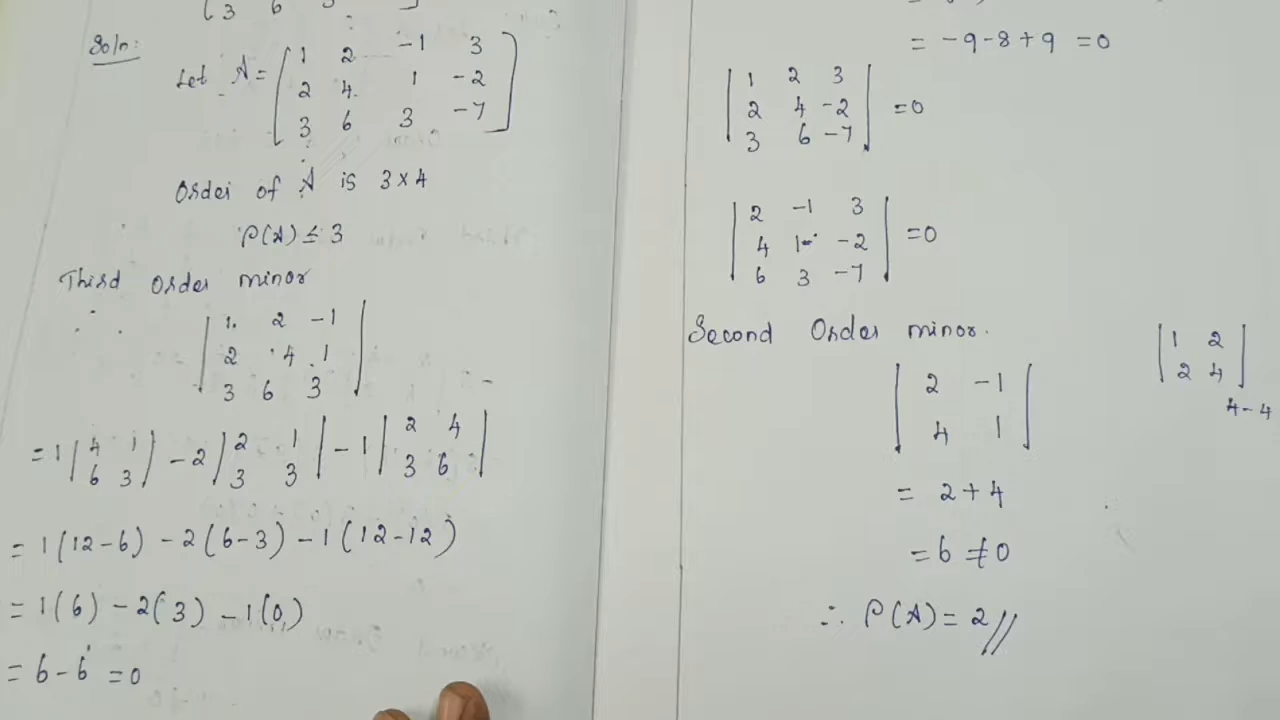 3 6
Soln:
Let A = [ 1 2 -1 3
2 4 1 -2
3 6 3 -7 ]
Order of A is 3 × 4
ρ(A) ≤ 3
Third Order minor
| 1 2 -1 |
| 2 4 1 |
| 3 6 3 |
= 1 | 4 1 | - 2 | 2 1 | - 1 | 2 4 |
| 6 3 | | 3 3 | | 3 6 |
= 1(12-6) - 2(6-3) - 1(12-12)
= 1(6) - 2(3) - 1(0)
= 6 - 6 = 0
= -9-8+9 = 0
| 1 2 3 |
| 2 4 -2 | = 0
| 3 6 -7 |
| 2 -1 3 |
| 4 1 -2 | = 0
| 6 3 -7 |
Second Order minor.
| 2 -1 |
| 4 1 |
= 2 + 4
= 6 ≠ 0
∴ ρ(A) = 2 //
| 1 2 |
| 2 4 |
4-4